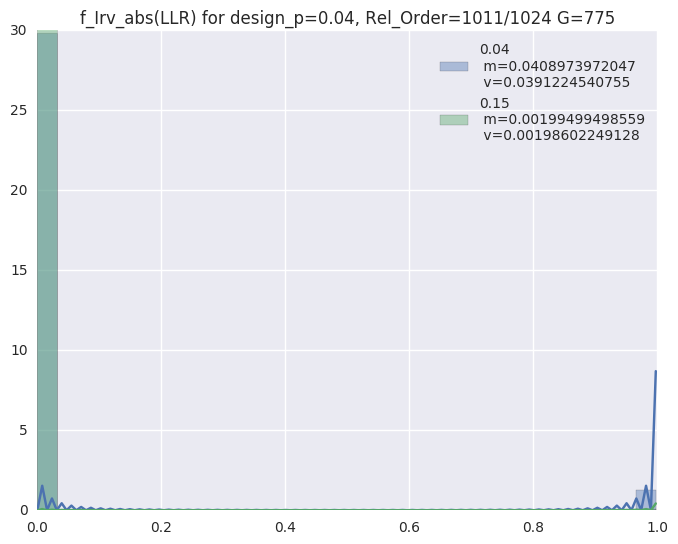 f_Irv_abs(LLR) for design_p=0.04, Rel_Order=1011/1024 G=775
30
25
20
15
10
5
0
0.04
m=0.0408973972047
v=0.0391224540755
0.15
m=0.00199499498559
v=0.00198602249128
0.0 0.2 0.4 0.6 0.8 1.0